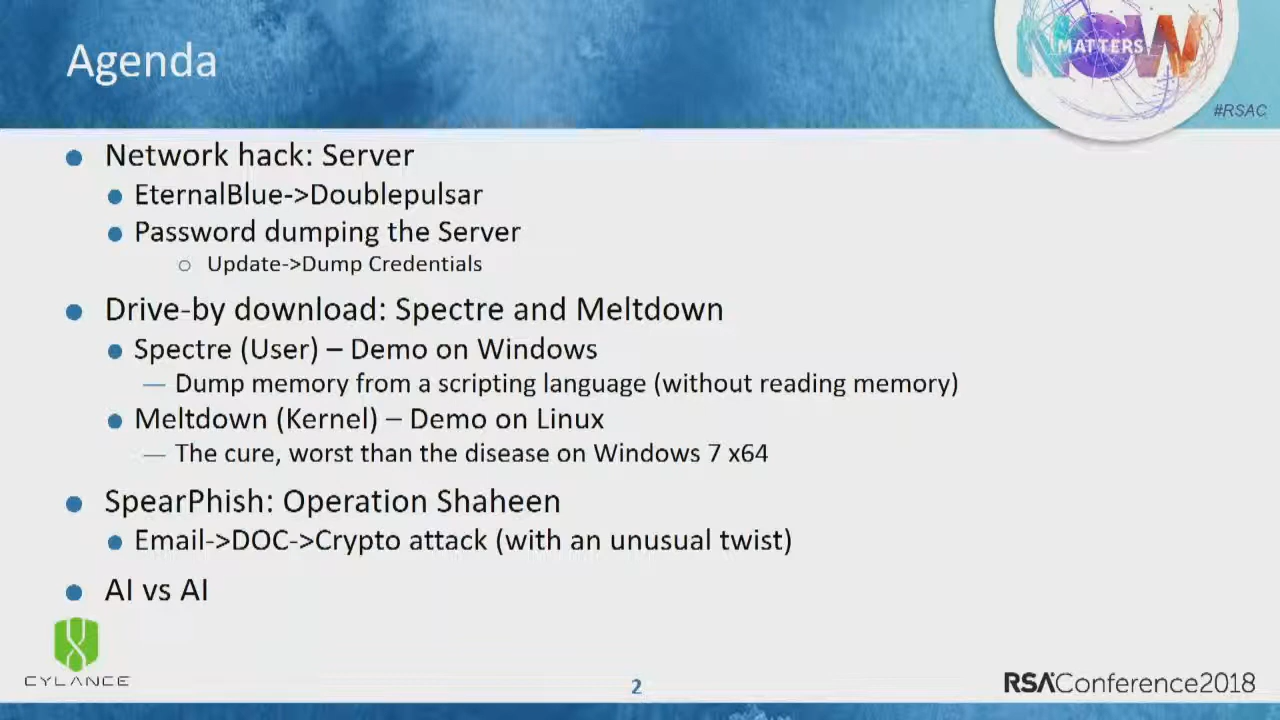 Agenda
NOW
MATTERS
#RSAC
Network hack: Server
EternalBlue->Doublepulsar
Password dumping the Server
Update->Dump Credentials
Drive-by download: Spectre and Meltdown
Spectre (User) – Demo on Windows
— Dump memory from a scripting language (without reading memory)
Meltdown (Kernel) – Demo on Linux
— The cure, worst than the disease on Windows 7 x64
SpearPhish: Operation Shaheen
Email->DOC->Crypto attack (with an unusual twist)
AI vs AI
CYLANCE
2
RSAConference2018